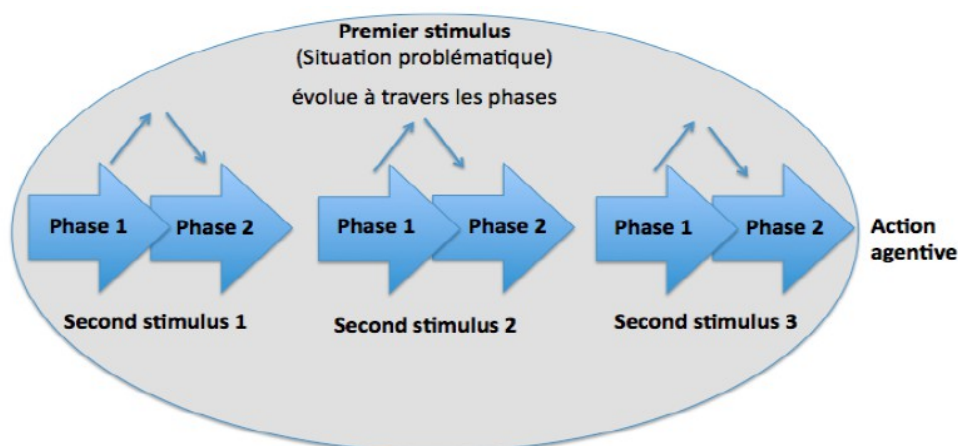 Premier stimulus
(Situation problématique)
évolue à travers les phases
Phase 1
Phase 2
Phase 1
Phase 2
Phase 1
Phase 2
Action
agentive
Second stimulus 1
Second stimulus 2
Second stimulus 3